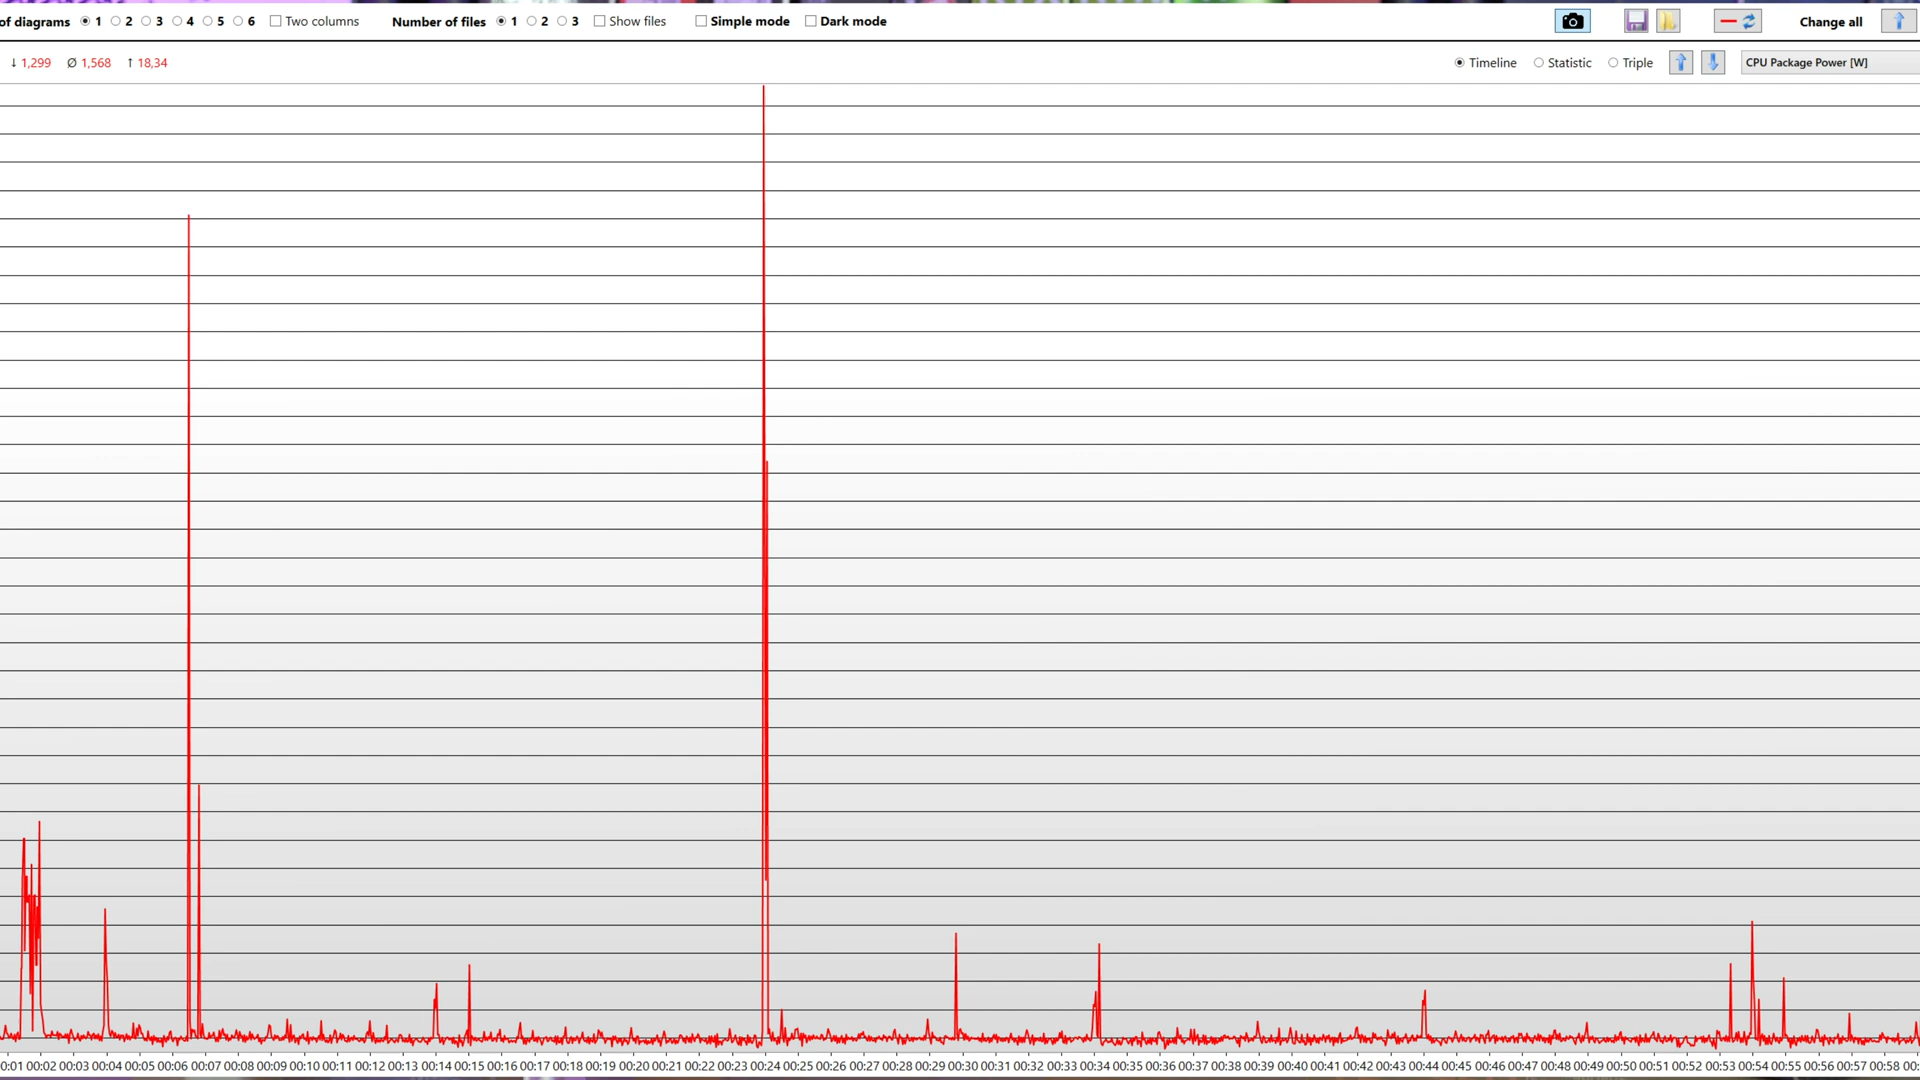 of diagrams 1 2 3 4 5 6 Two columns Number of files 1 2 3 Show files Simple mode Dark mode Change all
↓ 1,299 Ø 1,568 ↑ 18,34 Timeline Statistic Triple CPU Package Power [W]
00:01 00:02 00:03 00:04 00:05 00:06 00:07 00:08 00:09 00:10 00:11 00:12 00:13 00:14 00:15 00:16 00:17 00:18 00:19 00:20 00:21 00:22 00:23 00:24 00:25 00:26 00:27 00:28 00:29 00:30 00:31 00:32 00:33 00:34 00:35 00:36 00:37 00:38 00:39 00:40 00:41 00:42 00:43 00:44 00:45 00:46 00:47 00:48 00:49 00:50 00:51 00:52 00:53 00:54 00:55 00:56 00:57 00:58